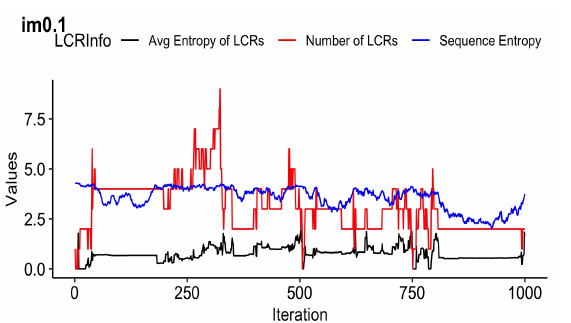 im0.1
LCRInfo Avg Entropy of LCRs Number of LCRs Sequence Entropy
Values
7.5
5.0
2.5
0.0
0 250 500 750 1000
Iteration